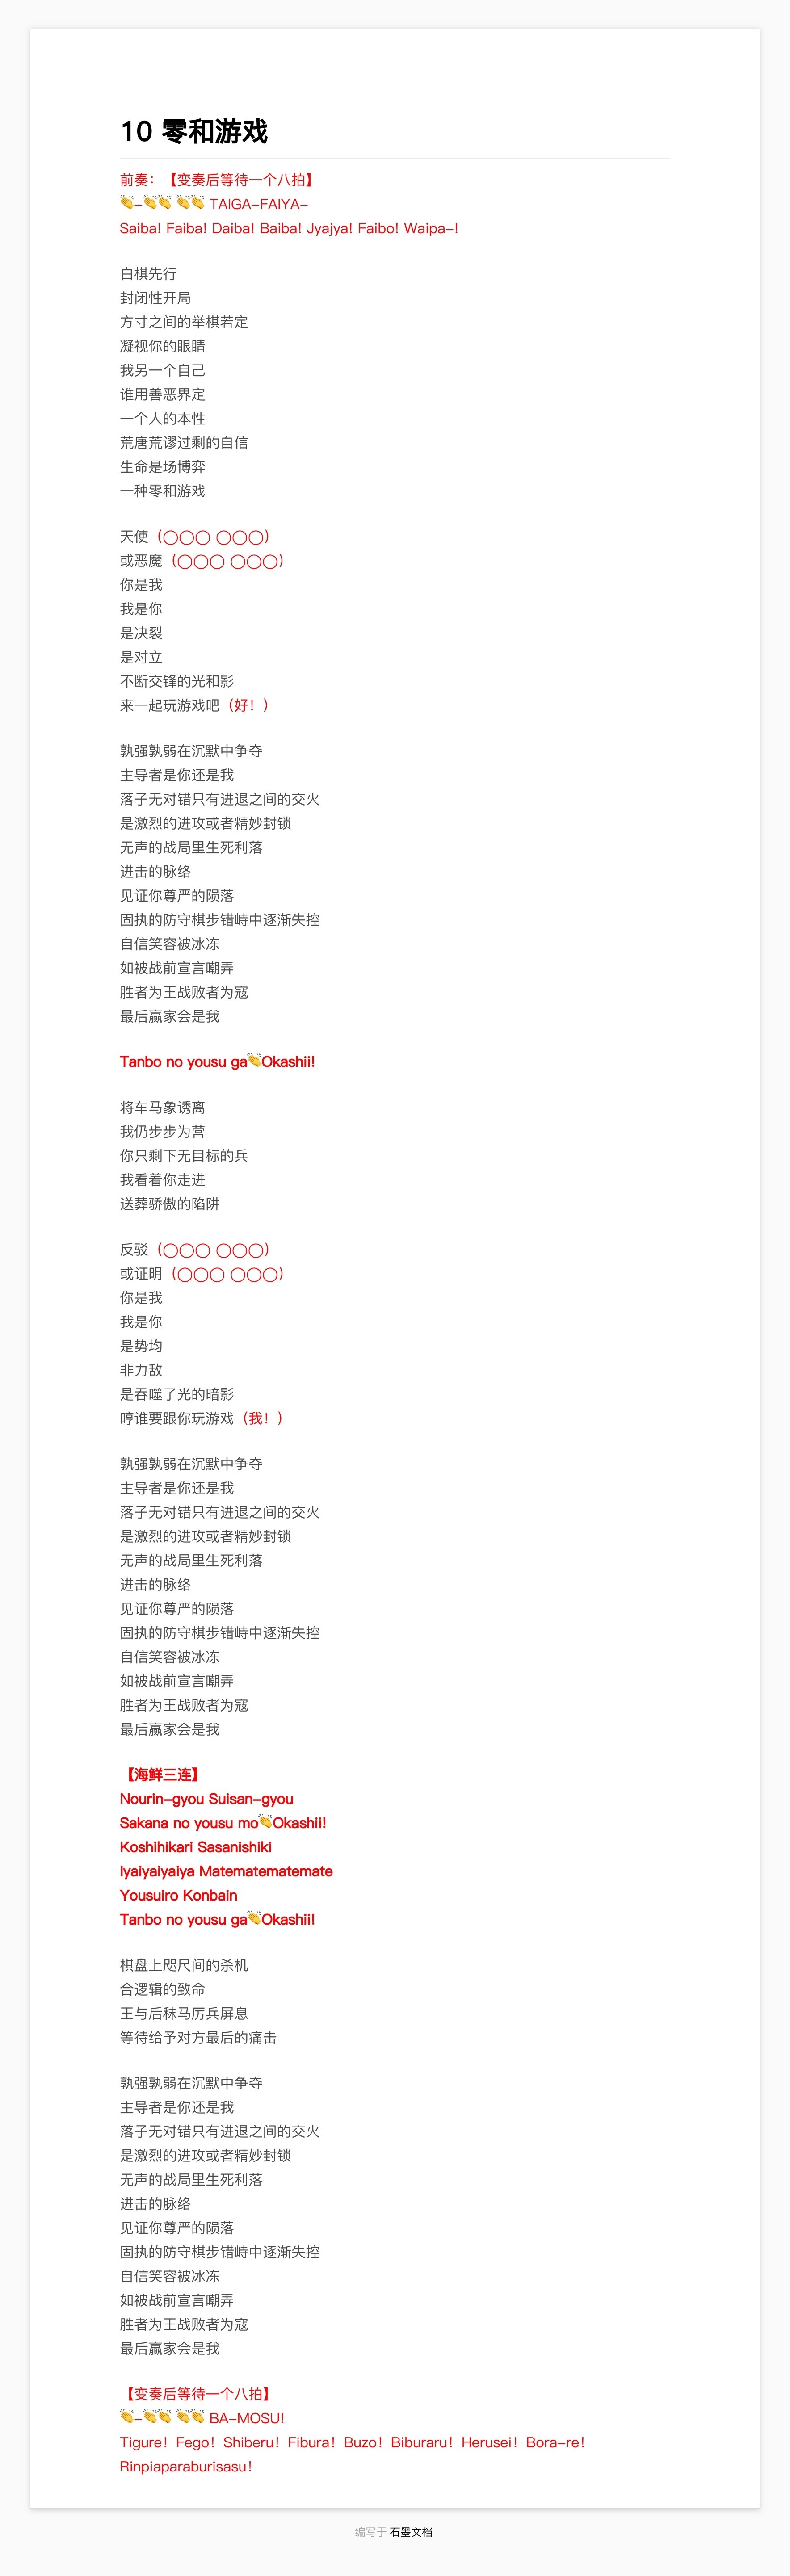 10 零和游戏
前奏：【变奏后等待一个八拍】
👏-👏👏 👏👏 TAIGA-FAIYA-
Saiba! Faiba! Daiba! Baiba! Jyajya! Faibo! Waipa-!
白棋先行
封闭性开局
方寸之间的举棋若定
凝视你的眼睛
我另一个自己
谁用善恶界定
一个人的本性
荒唐荒谬过剩的自信
生命是场博弈
一种零和游戏
天使（◯◯◯ ◯◯◯）
或恶魔（◯◯◯ ◯◯◯）
你是我
我是你
是决裂
是对立
不断交锋的光和影
来一起玩游戏吧（好！）
孰强孰弱在沉默中争夺
主导者是你还是我
落子无对错只有进退之间的交火
是激烈的进攻或者精妙封锁
无声的战局里生死利落
进击的脉络
见证你尊严的陨落
固执的防守棋步错峙中逐渐失控
自信笑容被冰冻
如被战前宣言嘲弄
胜者为王战败者为寇
最后赢家会是我
Tanbo no yousu ga👏Okashii!
将车马象诱离
我仍步步为营
你只剩下无目标的兵
我看着你走进
送葬骄傲的陷阱
反驳（◯◯◯ ◯◯◯）
或证明（◯◯◯ ◯◯◯）
你是我
我是你
是势均
非力敌
是吞噬了光的暗影
哼谁要跟你玩游戏（我！）
孰强孰弱在沉默中争夺
主导者是你还是我
落子无对错只有进退之间的交火
是激烈的进攻或者精妙封锁
无声的战局里生死利落
进击的脉络
见证你尊严的陨落
固执的防守棋步错峙中逐渐失控
自信笑容被冰冻
如被战前宣言嘲弄
胜者为王战败者为寇
最后赢家会是我
【海鲜三连】
Nourin-gyou Suisan-gyou
Sakana no yousu mo👏Okashii!
Koshihikari Sasanishiki
Iyaiyaiyaiya Matematematemate
Yousuiro Konbain
Tanbo no yousu ga👏Okashii!
棋盘上咫尺间的杀机
合逻辑的致命
王与后秣马厉兵屏息
等待给予对方最后的痛击
孰强孰弱在沉默中争夺
主导者是你还是我
落子无对错只有进退之间的交火
是激烈的进攻或者精妙封锁
无声的战局里生死利落
进击的脉络
见证你尊严的陨落
固执的防守棋步错峙中逐渐失控
自信笑容被冰冻
如被战前宣言嘲弄
胜者为王战败者为寇
最后赢家会是我
【变奏后等待一个八拍】
👏-👏👏 👏👏 BA-MOSU!
Tigure！Fego！Shiberu！Fibura！Buzo！Biburaru！Herusei！Bora-re！
Rinpiaparaburisasu！
编写于 石墨文档